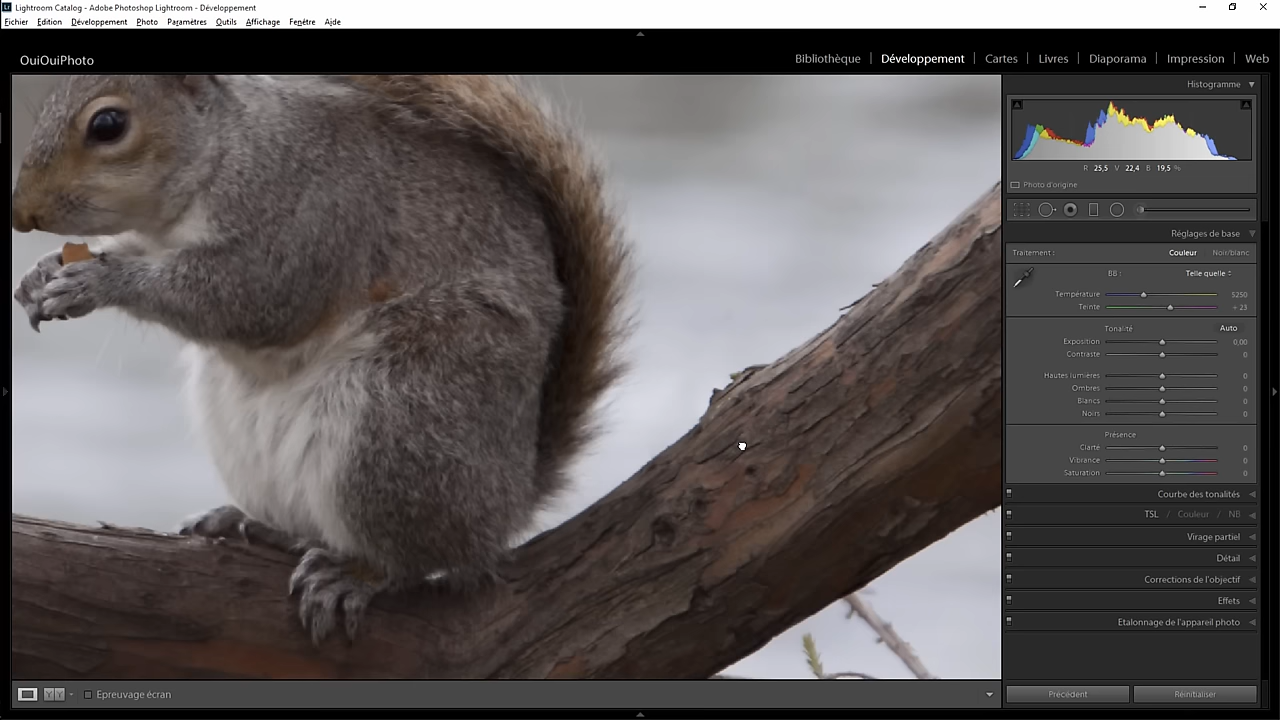 Lightroom Catalog - Adobe Photoshop Lightroom - Développement
Fichier Edition Développement Photo Paramètres Outils Affichage Fenêtre Aide
OuiOuiPhoto
Bibliothèque | Développement | Cartes | Livres | Diaporama | Impression | Web
Histogramme
R 25,5 V 22,4 B 19,5 %
Photo d'origine
Réglages de base
Traitement : Couleur Noir/blanc
BB : Telle quelle
Température 5250
Teinte + 23
Tonalité Auto
Exposition 0,00
Contraste 0
Hautes lumières 0
Ombres 0
Blancs 0
Noirs 0
Présence
Clarté 0
Vibrance 0
Saturation 0
Courbe des tonalités
TSL / Couleur / NB
Virage partiel
Détail
Corrections de l'objectif
Effets
Etalonnage de l'appareil photo
Epreuvage écran
Précédent Réinitialiser